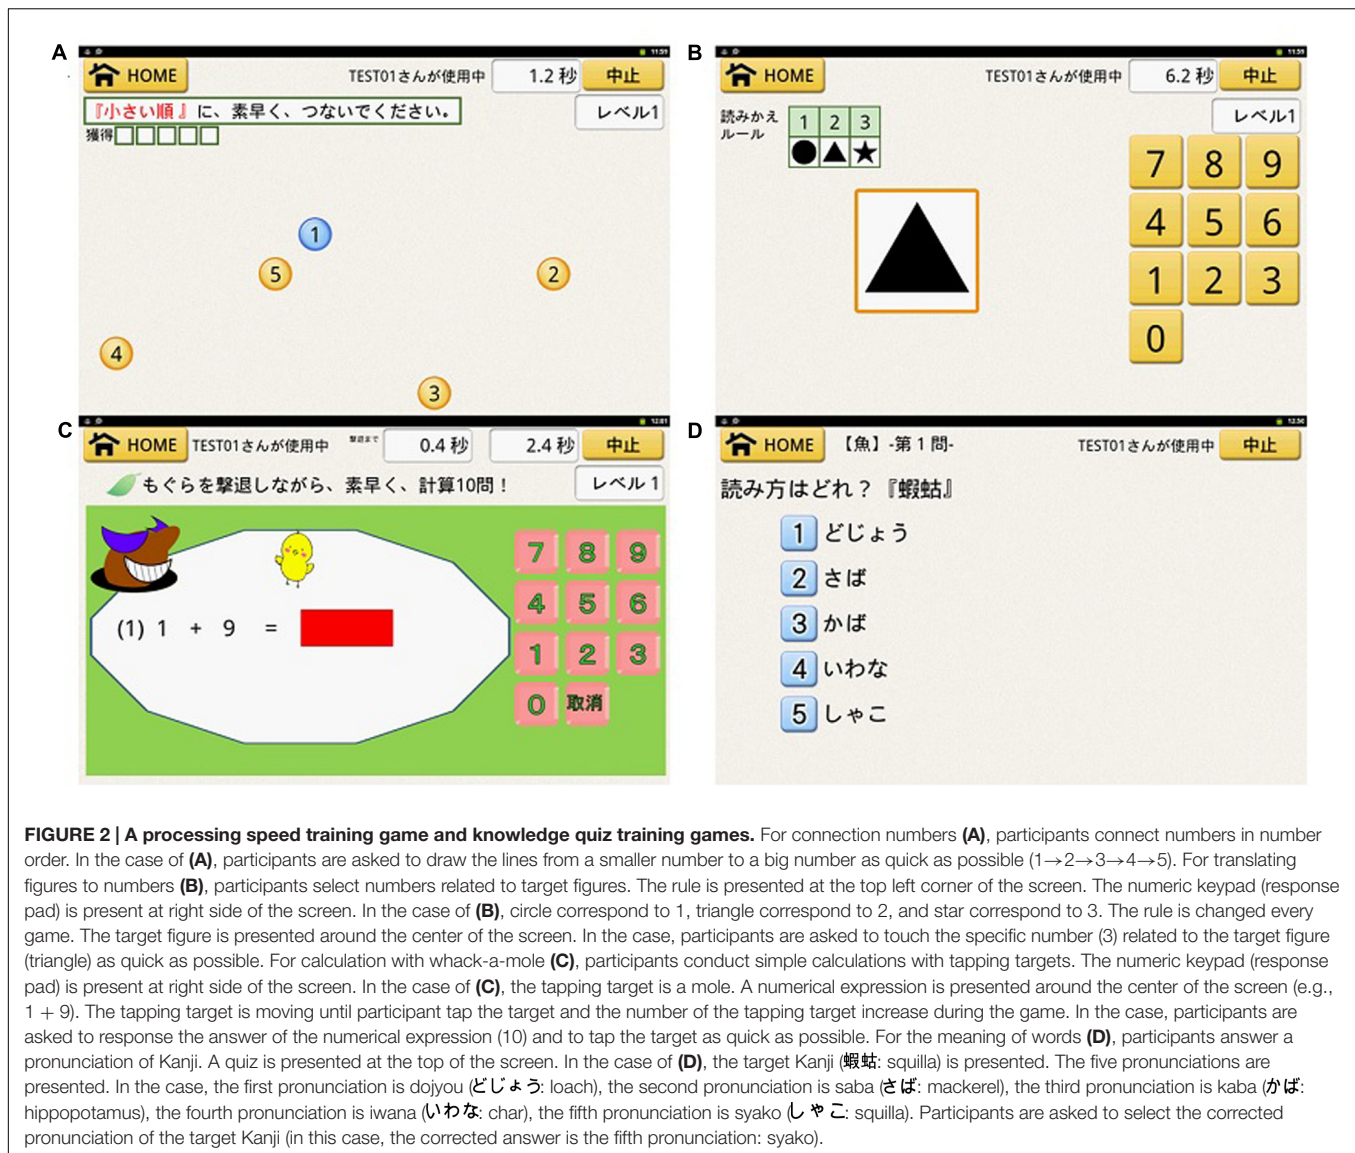 A
11:51
HOME
TEST01さんが使用中
1.2 秒
中止
『小さい順 』に、素早く、つないでください。
レベル1
獲得
1
5
2
4
3
B
11:51
HOME
TEST01さんが使用中
6.2 秒
中止
読みかえ
ルール
1 2 3
レベル1
7 8 9
4 5 6
1 2 3
0
C
HOME
TEST01さんが使用中
撃退まで
0.4 秒
2.4 秒
中止
もぐらを撃退しながら、素早く、計算10問！
レベル 1
(1) 1 + 9 =
7 8 9
4 5 6
1 2 3
0 取消
D
HOME
【魚】-第 1 問-
TEST01さんが使用中
中止
読み方はどれ？『蝦蛄』
1 どじょう
2 さば
3 かば
4 いわな
5 しゃこ
FIGURE 2 | A processing speed training game and knowledge quiz training games. For connection numbers (A), participants connect numbers in number
order. In the case of (A), participants are asked to draw the lines from a smaller number to a big number as quick as possible (1→2→3→4→5). For translating
figures to numbers (B), participants select numbers related to target figures. The rule is presented at the top left corner of the screen. The numeric keypad (response
pad) is present at right side of the screen. In the case of (B), circle correspond to 1, triangle correspond to 2, and star correspond to 3. The rule is changed every
game. The target figure is presented around the center of the screen. In the case, participants are asked to touch the specific number (3) related to the target figure
(triangle) as quick as possible. For calculation with whack-a-mole (C), participants conduct simple calculations with tapping targets. The numeric keypad (response
pad) is present at right side of the screen. In the case of (C), the tapping target is a mole. A numerical expression is presented around the center of the screen (e.g.,
1 + 9). The tapping target is moving until participant tap the target and the number of the tapping target increase during the game. In the case, participants are
asked to response the answer of the numerical expression (10) and to tap the target as quick as possible. For the meaning of words (D), participants answer a
pronunciation of Kanji. A quiz is presented at the top of the screen. In the case of (D), the target Kanji (蝦蛄: squilla) is presented. The five pronunciations are
presented. In the case, the first pronunciation is dojyou (どじょう: loach), the second pronunciation is saba (さば: mackerel), the third pronunciation is kaba (かば:
hippopotamus), the fourth pronunciation is iwana (いわな: char), the fifth pronunciation is syako (しゃこ: squilla). Participants are asked to select the corrected
pronunciation of the target Kanji (in this case, the corrected answer is the fifth pronunciation: syako).